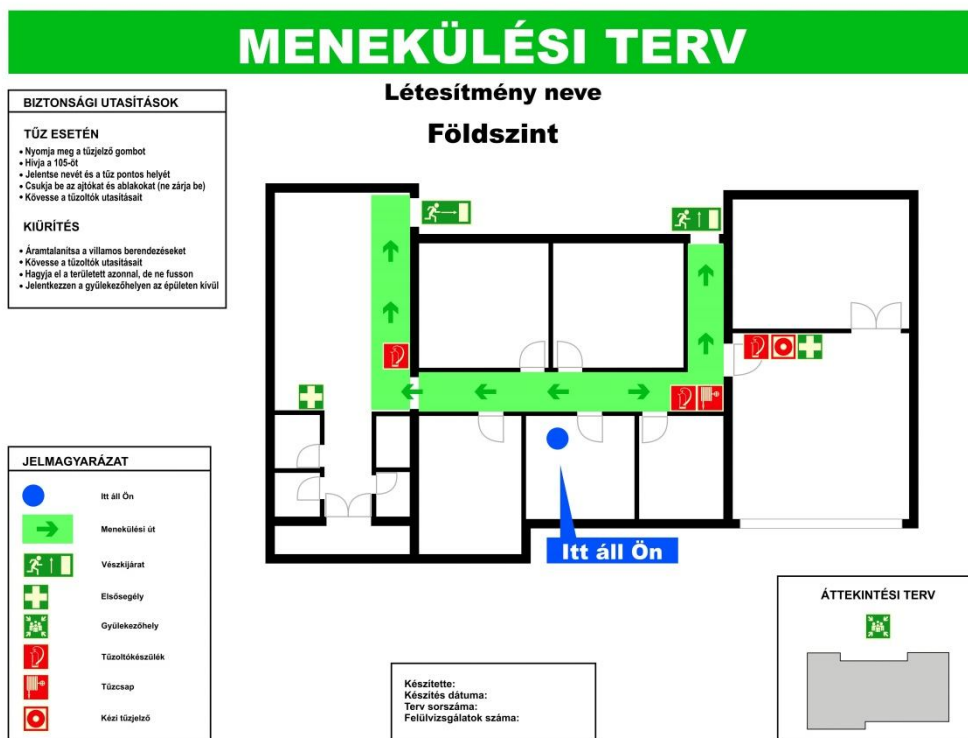 MENEKÜLÉSI TERV
Létesítmény neve
Földszint
BIZTONSÁGI UTASÍTÁSOK
TŰZ ESETÉN
• Nyomja meg a tűzjelző gombot
• Hívja a 105-öt
• Jelentse nevét és a tűz pontos helyét
• Csukja be az ajtókat és ablakokat (ne zárja be)
• Kövesse a tűzoltók utasításait
KIÜRÍTÉS
• Áramtalanítsa a villamos berendezéseket
• Kövesse a tűzoltók utasításait
• Hagyja el a területett azonnal, de ne fusson
• Jelentkezzen a gyülekezőhelyen az épületen kívül
Itt áll Ön
JELMAGYARÁZAT
Itt áll Ön
Menekülési út
Vészkijárat
Elsősegély
Gyülekezőhely
Tűzoltókészülék
Tűzcsap
Kézi tűzjelző
Készítette:
Készítés dátuma:
Terv sorszáma:
Felülvizsgálatok száma:
ÁTTEKINTÉSI TERV